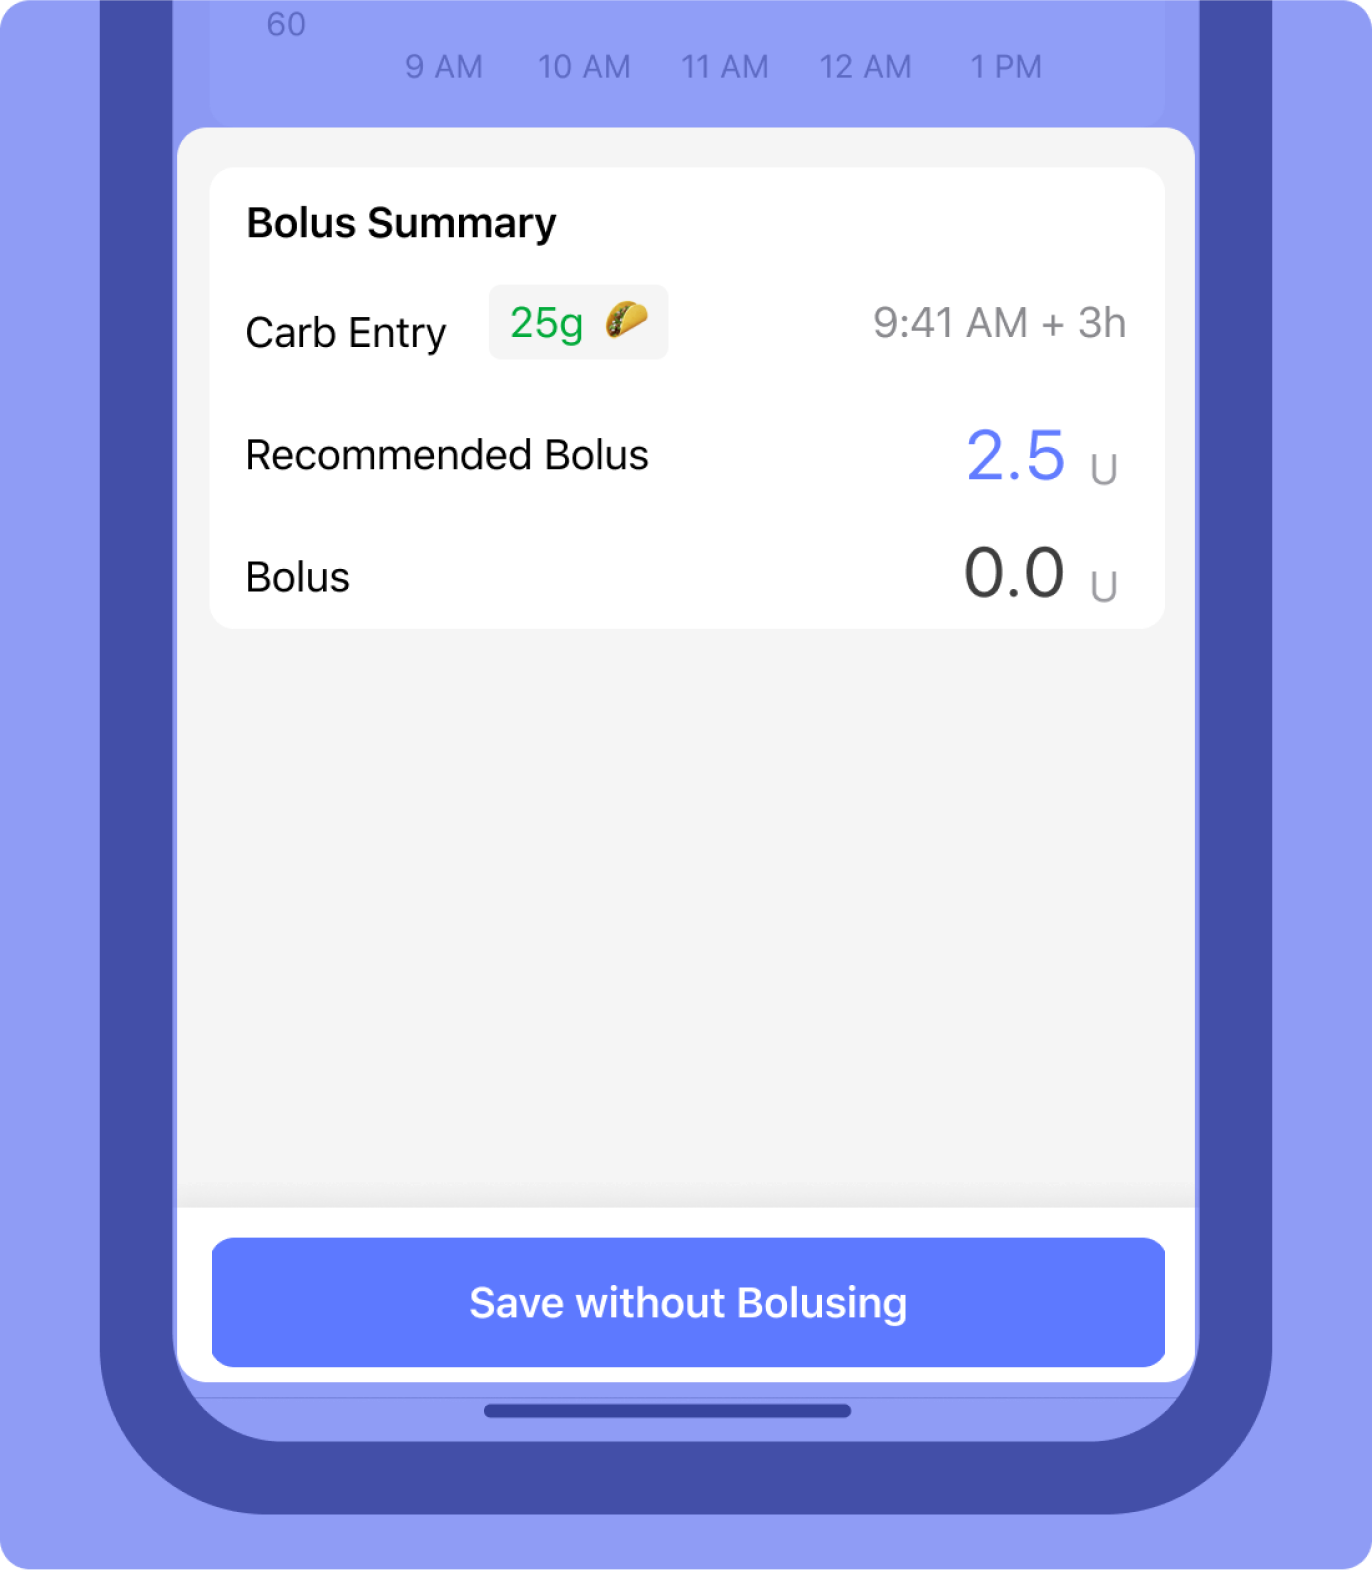 60
9 AM 10 AM 11 AM 12 AM 1 PM
Bolus Summary
Carb Entry 25g 🌮 9:41 AM + 3h
Recommended Bolus 2.5 U
Bolus 0.0 U
Save without Bolusing